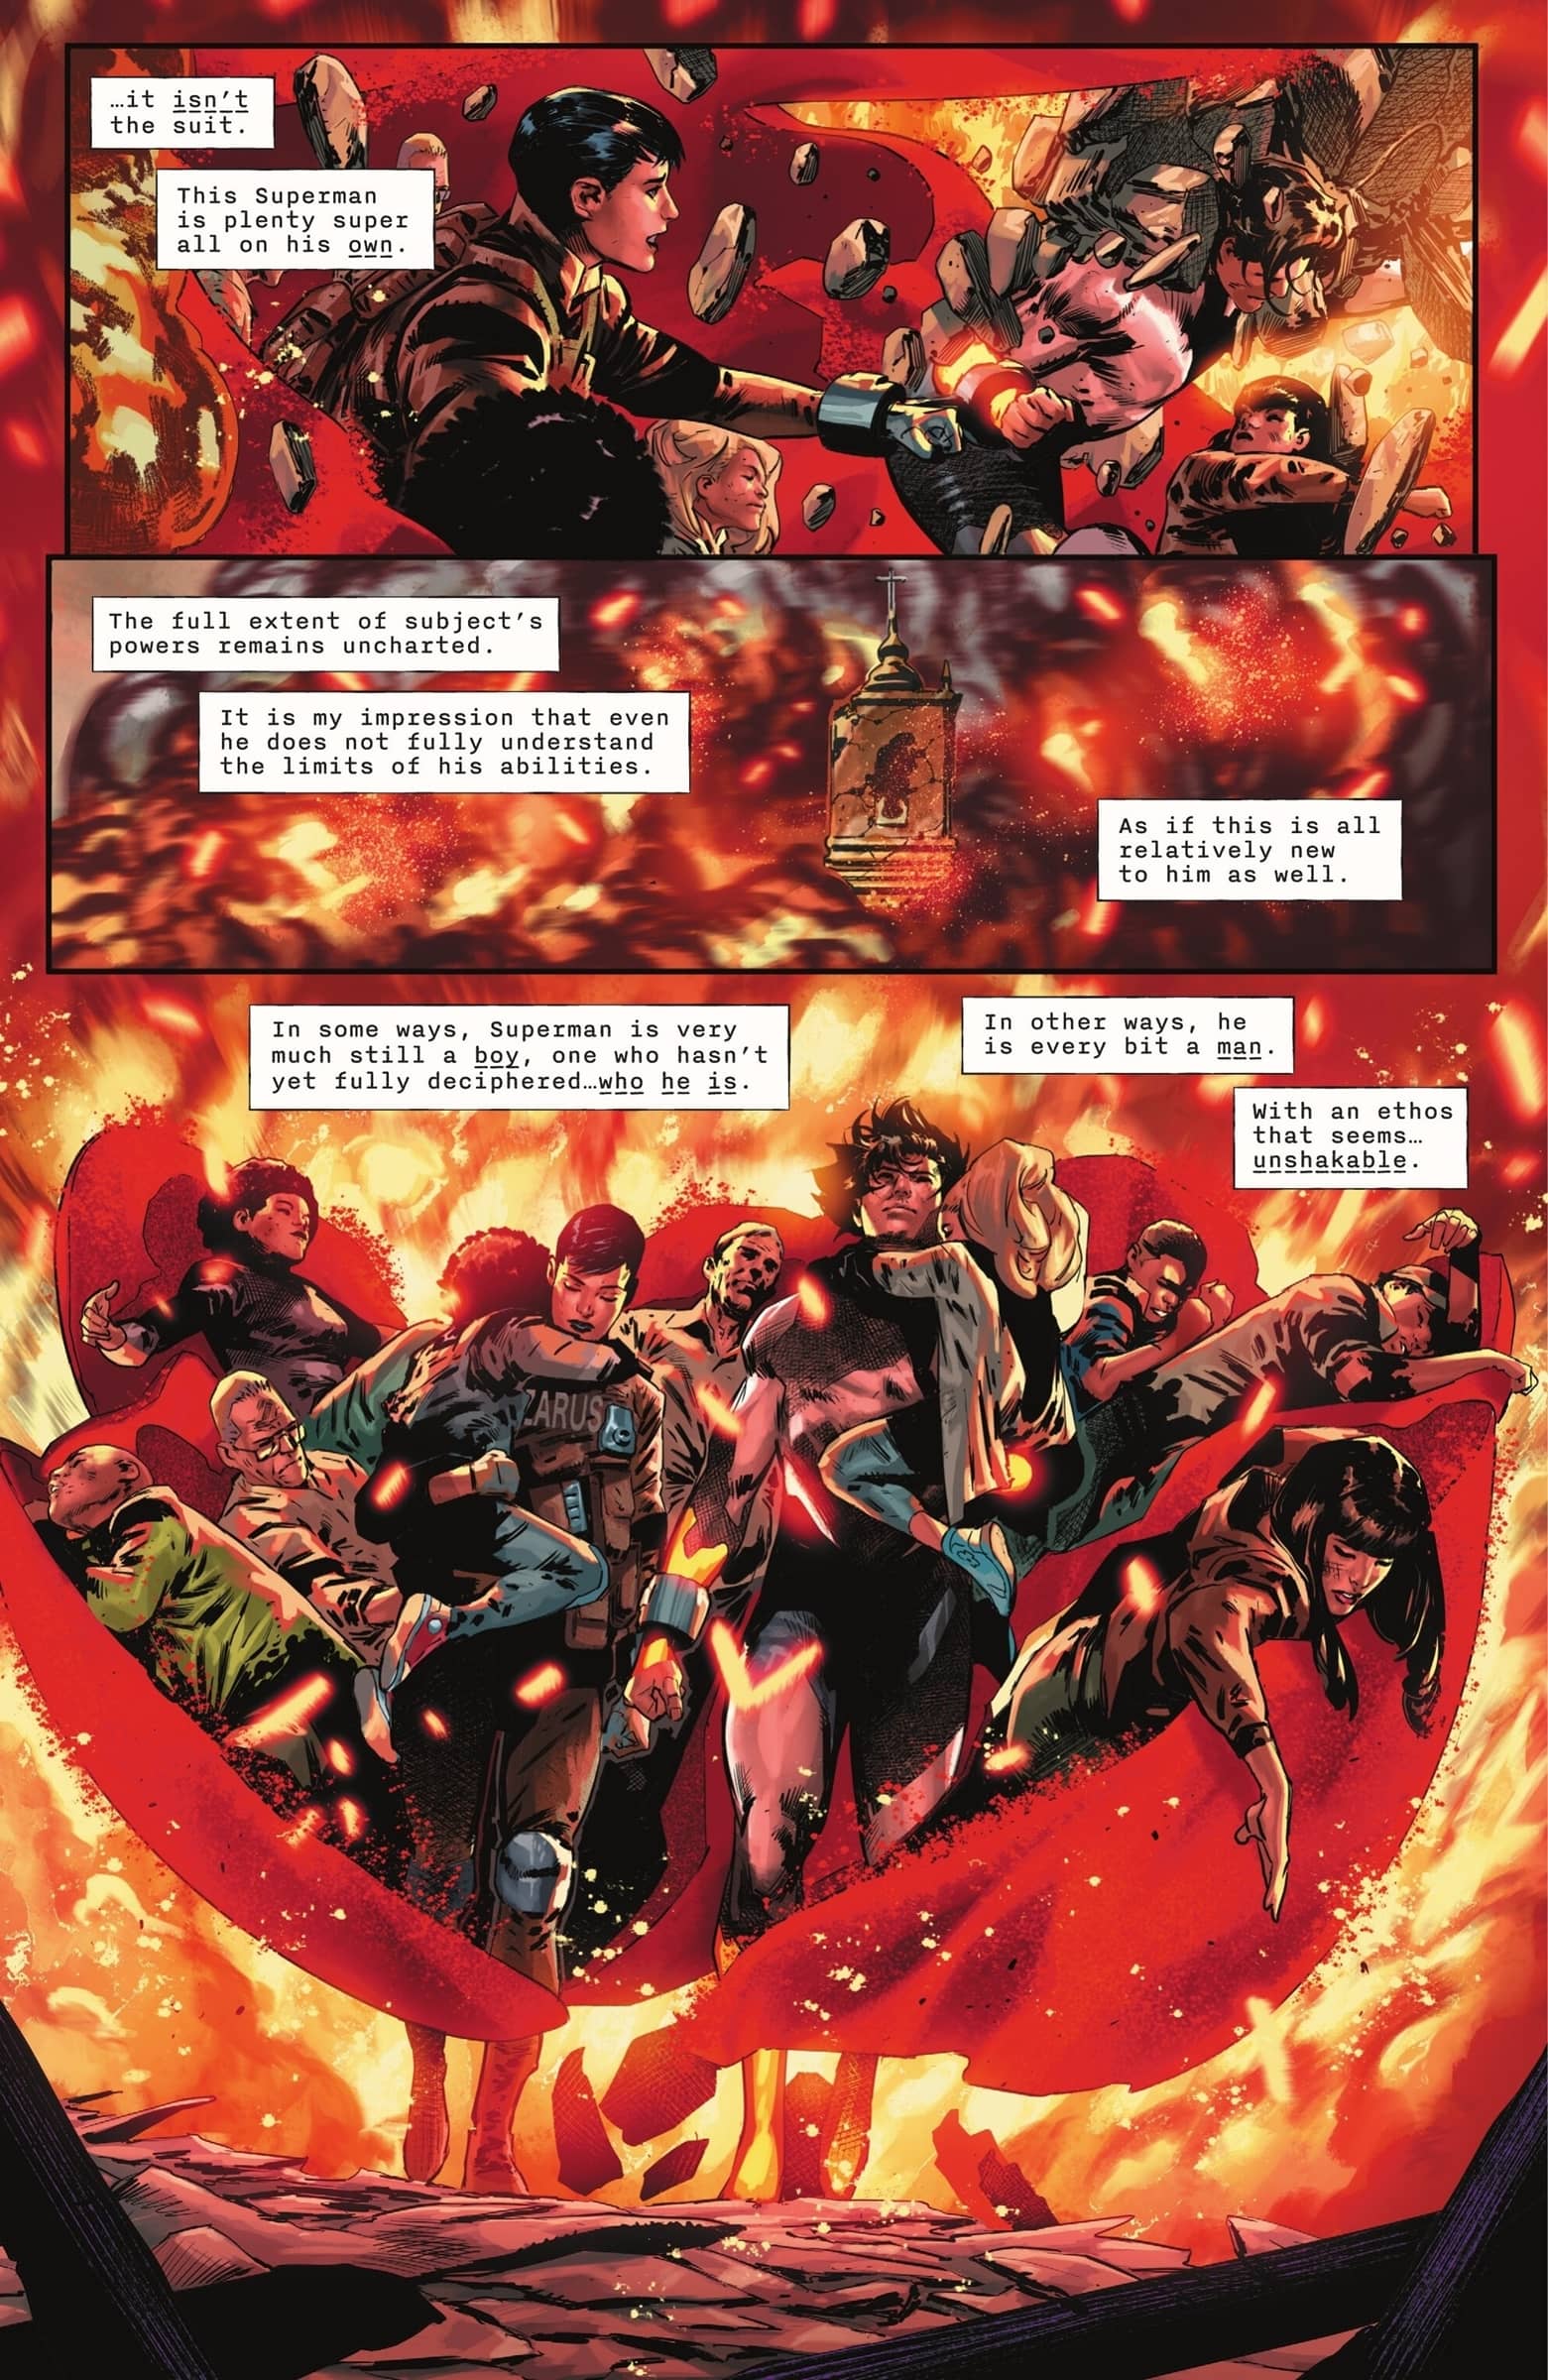 …it isn't
the suit.
This Superman
is plenty super
all on his own.
The full extent of subject's
powers remains uncharted.
It is my impression that even
he does not fully understand
the limits of his abilities.
As if this is all
relatively new
to him as well.
In some ways, Superman is very
much still a boy, one who hasn't
yet fully deciphered…who he is.
In other ways, he
is every bit a man.
With an ethos
that seems…
unshakable.
ZARUS